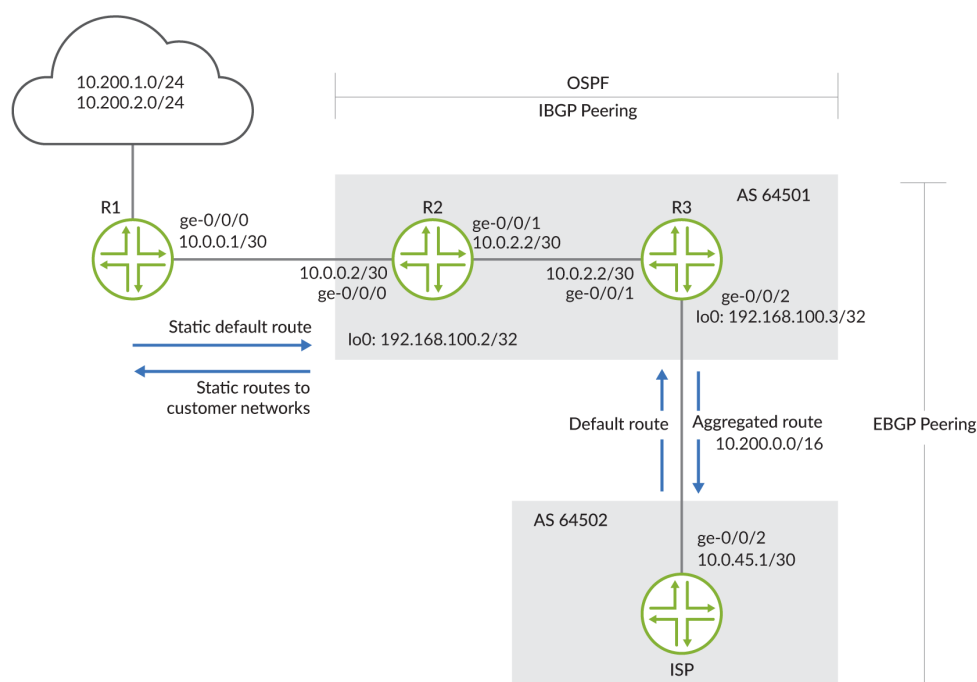 10.200.1.0/24
10.200.2.0/24
OSPF
IBGP Peering
AS 64501
R1
R2
R3
ge-0/0/0
10.0.0.1/30
ge-0/0/1
10.0.2.2/30
10.0.0.2/30
ge-0/0/0
10.0.2.2/30
ge-0/0/1
ge-0/0/2
lo0: 192.168.100.3/32
Static default route
lo0: 192.168.100.2/32
Static routes to
customer networks
Default route
Aggregated route
10.200.0.0/16
EBGP Peering
AS 64502
ge-0/0/2
10.0.45.1/30
ISP